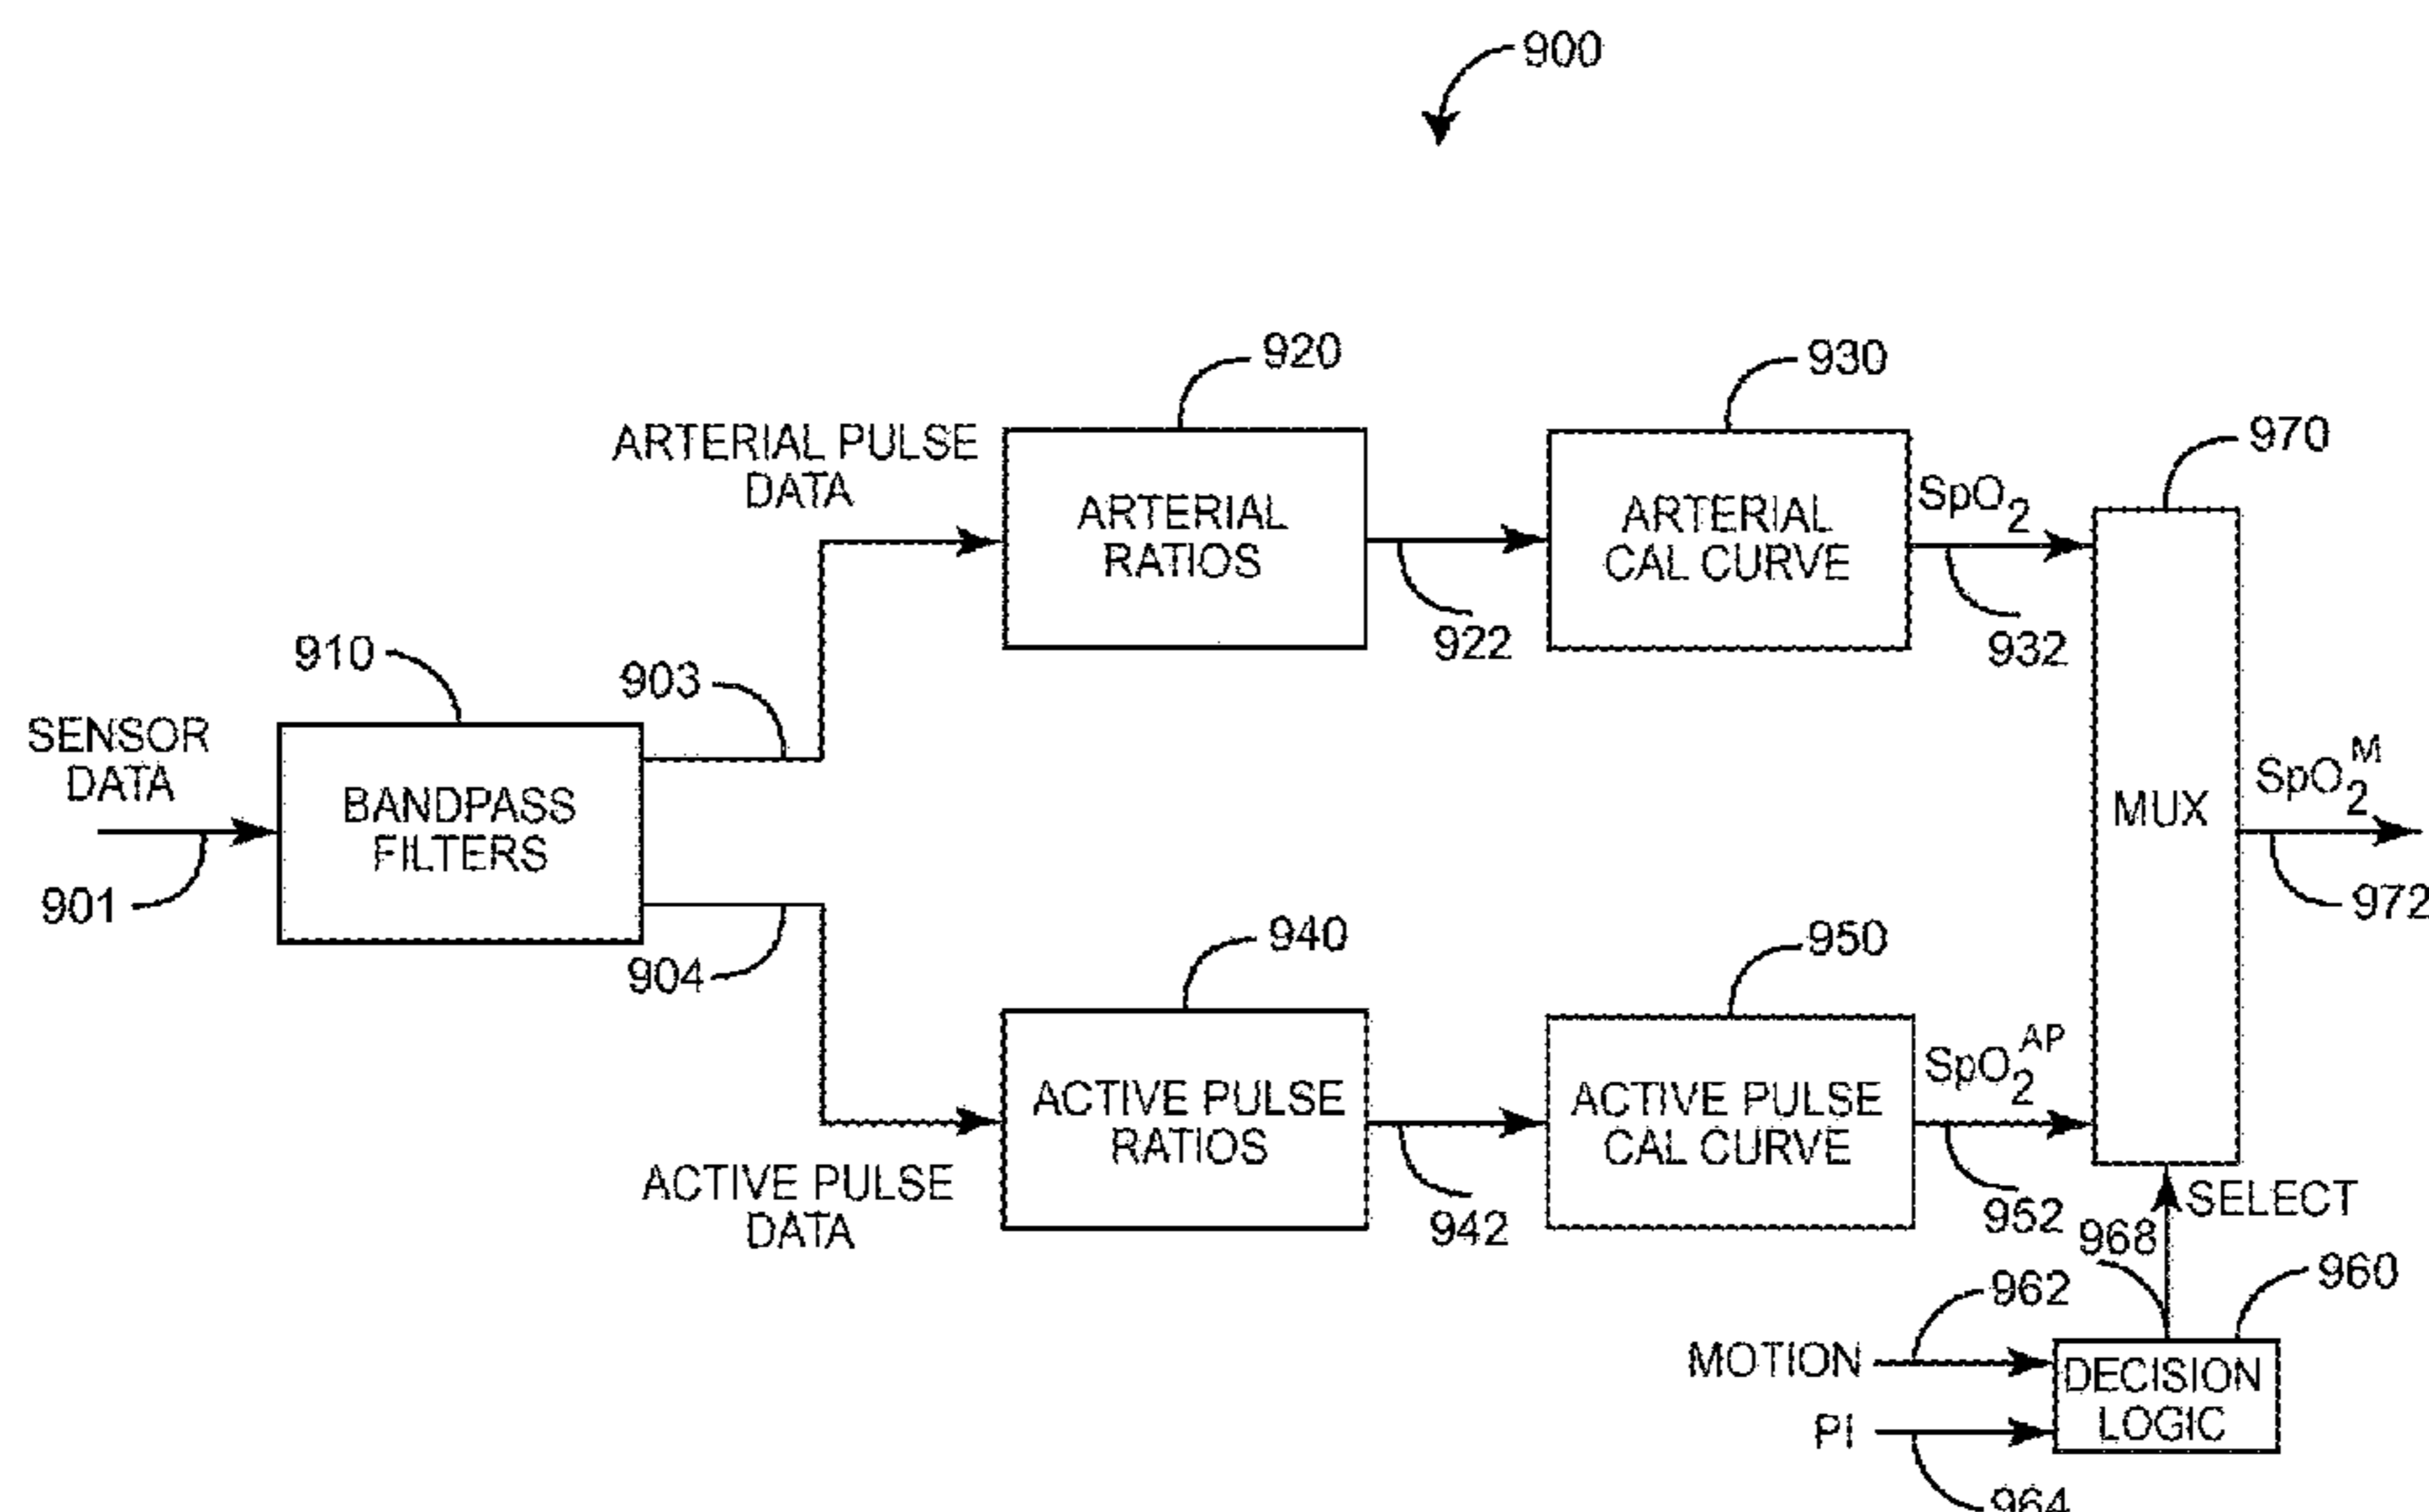 900
920
930
970
ARTERIAL PULSE
DATA
ARTERIAL
RATIOS
ARTERIAL
CAL CURVE
SpO2
922
932
910
903
SENSOR
DATA
BANDPASS
FILTERS
901
904
MUX
SpO2M
972
940
950
ACTIVE PULSE
RATIOS
ACTIVE PULSE
CAL CURVE
SpO2AP
ACTIVE PULSE
DATA
942
952
SELECT
968
960
962
MOTION
DECISION
LOGIC
PI
964